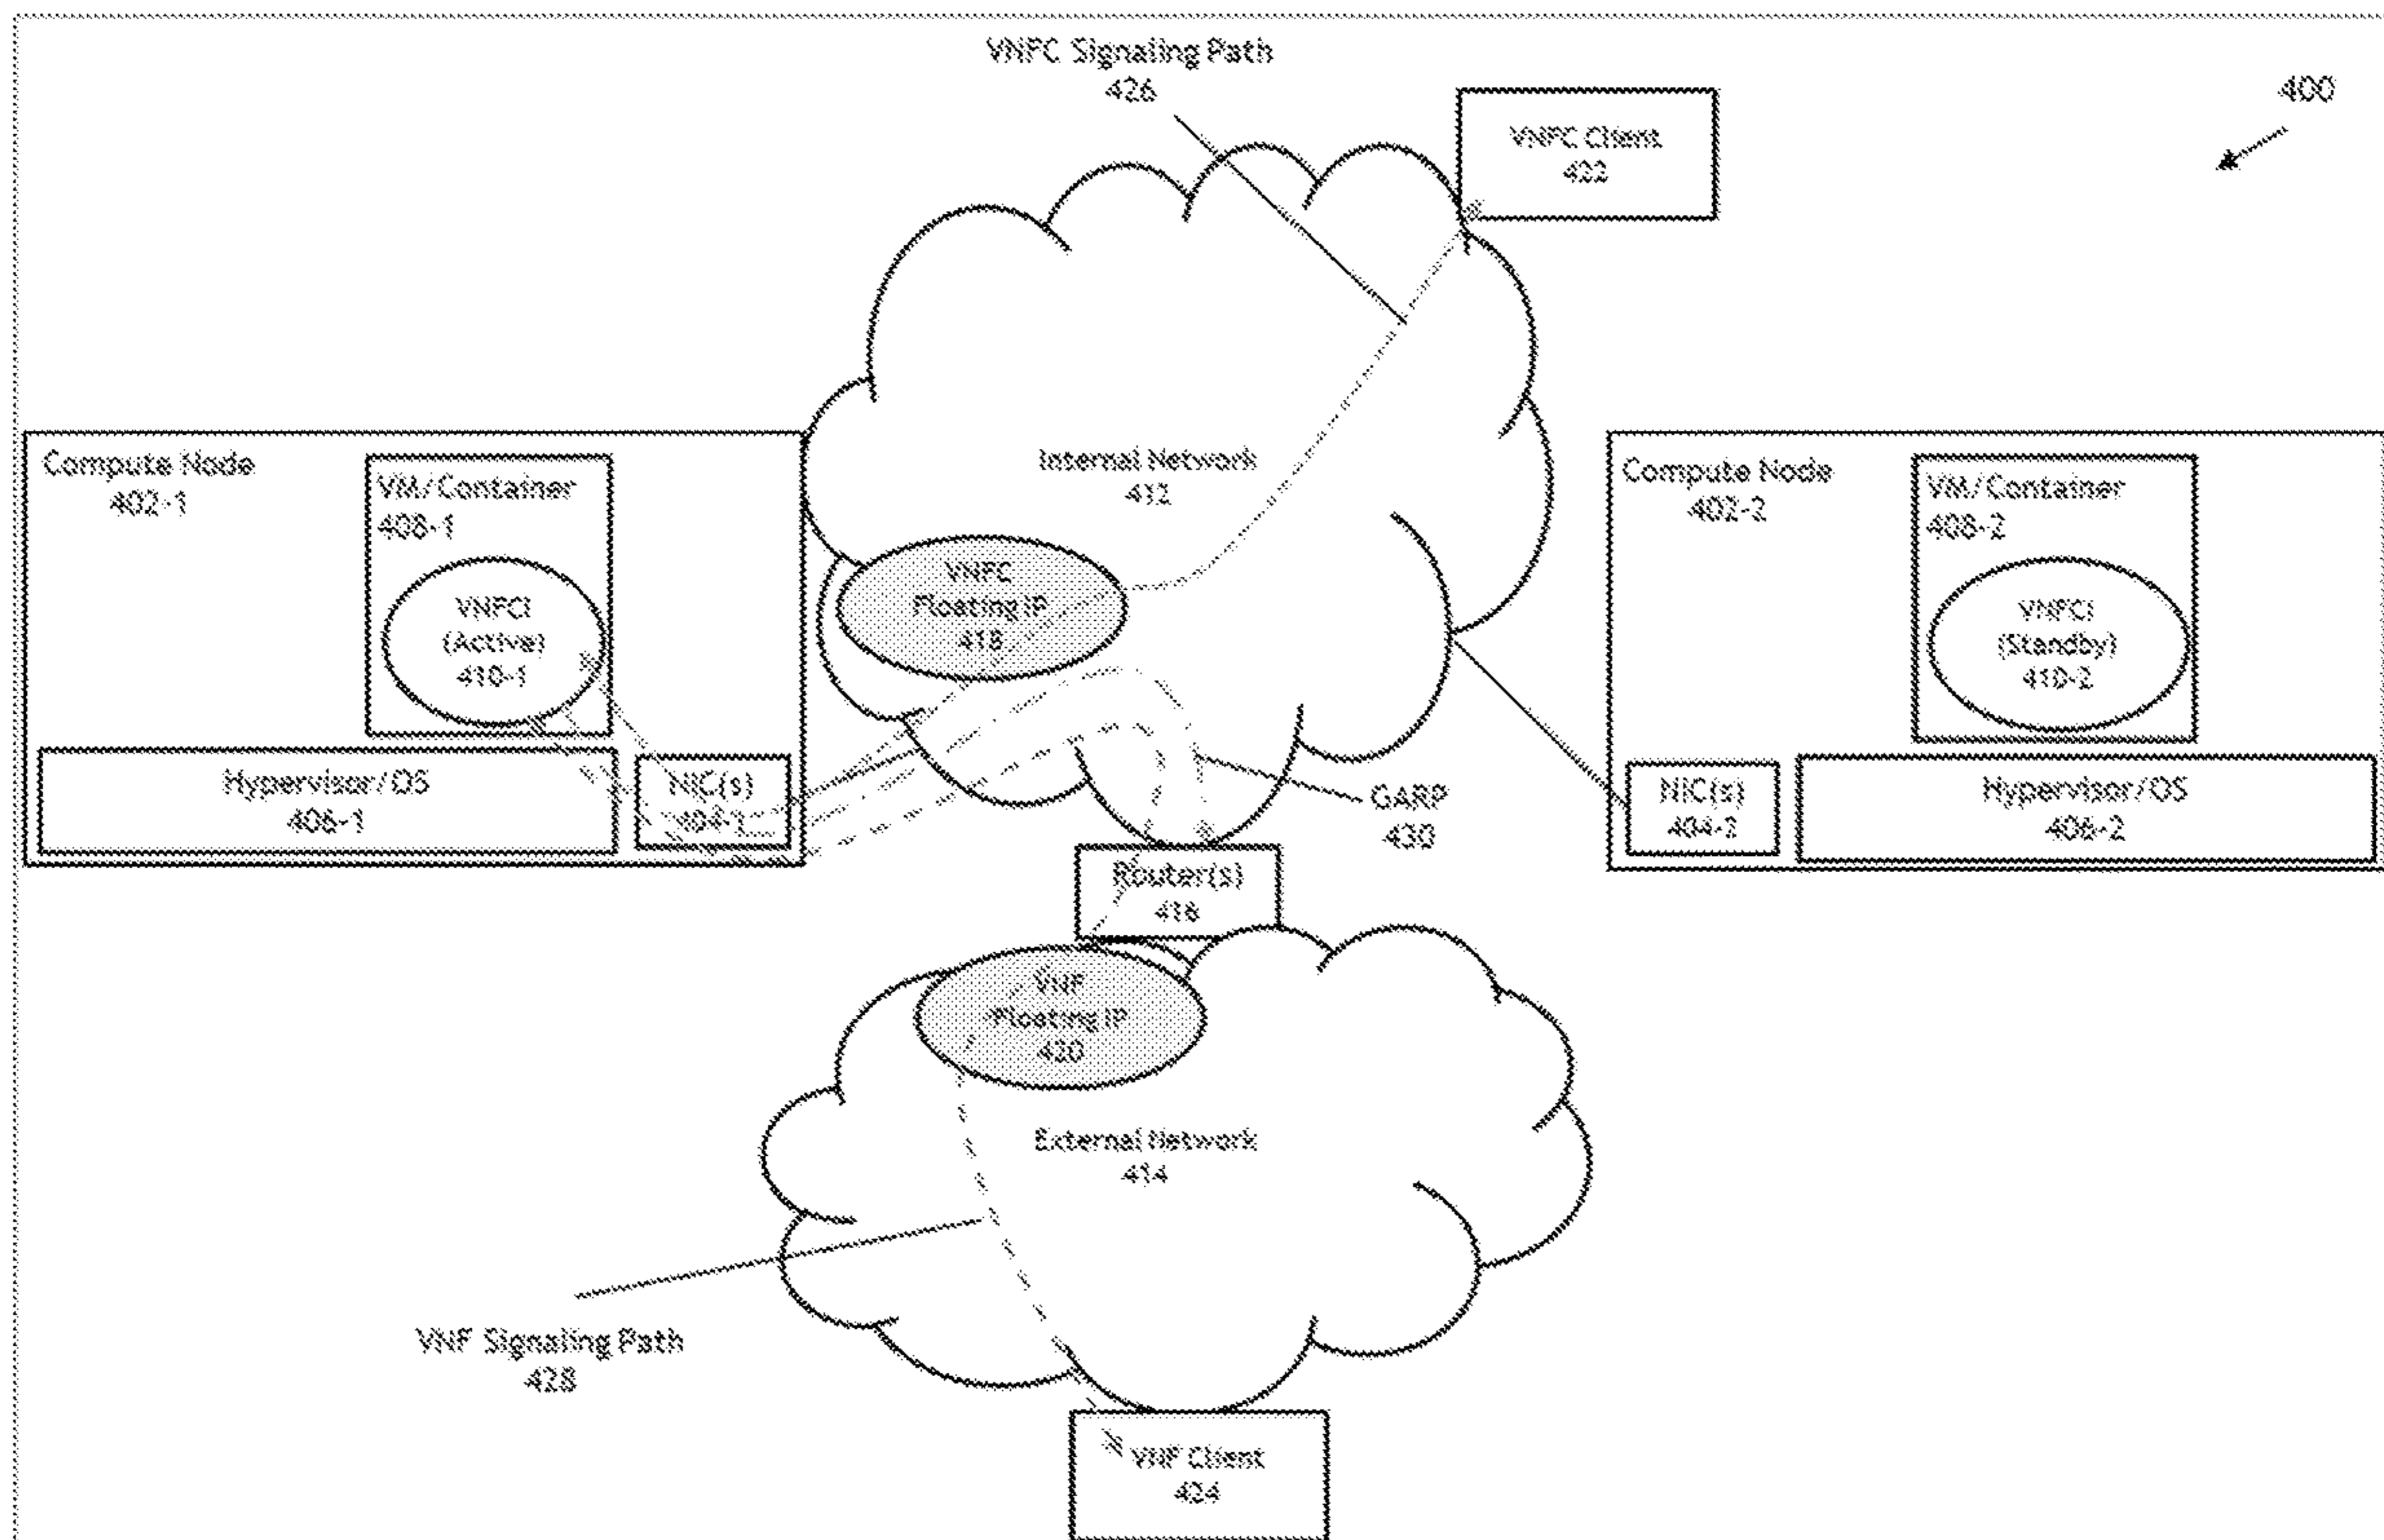 VNFC Signaling Path
426
400
VNFC Client
422
Compute Node
402-1
VM/Container
408-1
VNFCI
(Active)
410-1
Hypervisor/OS
406-1
NIC(s)
404-1
Internal Network
412
VNFC
Floating IP
418
GARP
430
Compute Node
402-2
VM/Container
408-2
VNFCI
(Standby)
410-2
NIC(s)
404-2
Hypervisor/OS
406-2
Router(s)
416
VNF
Floating IP
420
External Network
414
VNF Signaling Path
428
VNF Client
424